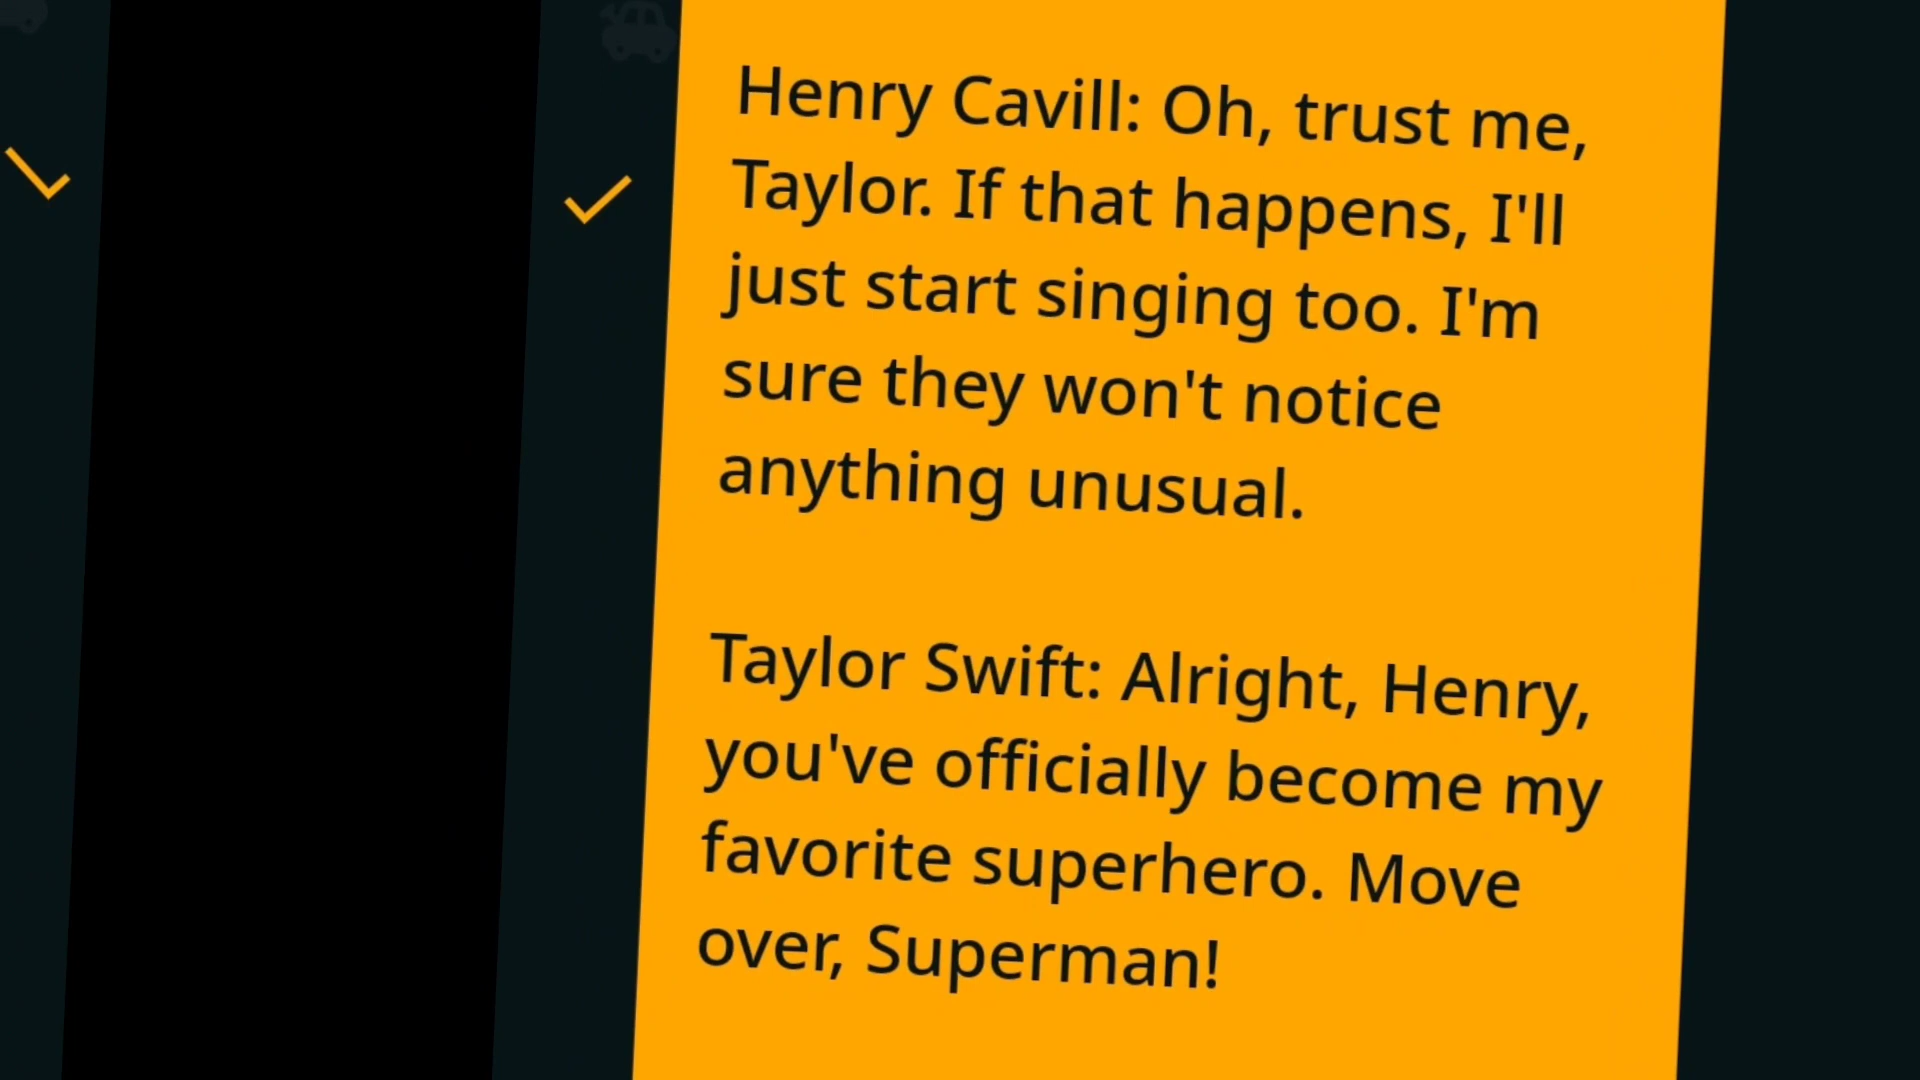 Henry Cavill: Oh, trust me,
Taylor. If that happens, I'll
just start singing too. I'm
sure they won't notice
anything unusual.
Taylor Swift: Alright, Henry,
you've officially become my
favorite superhero. Move
over, Superman!